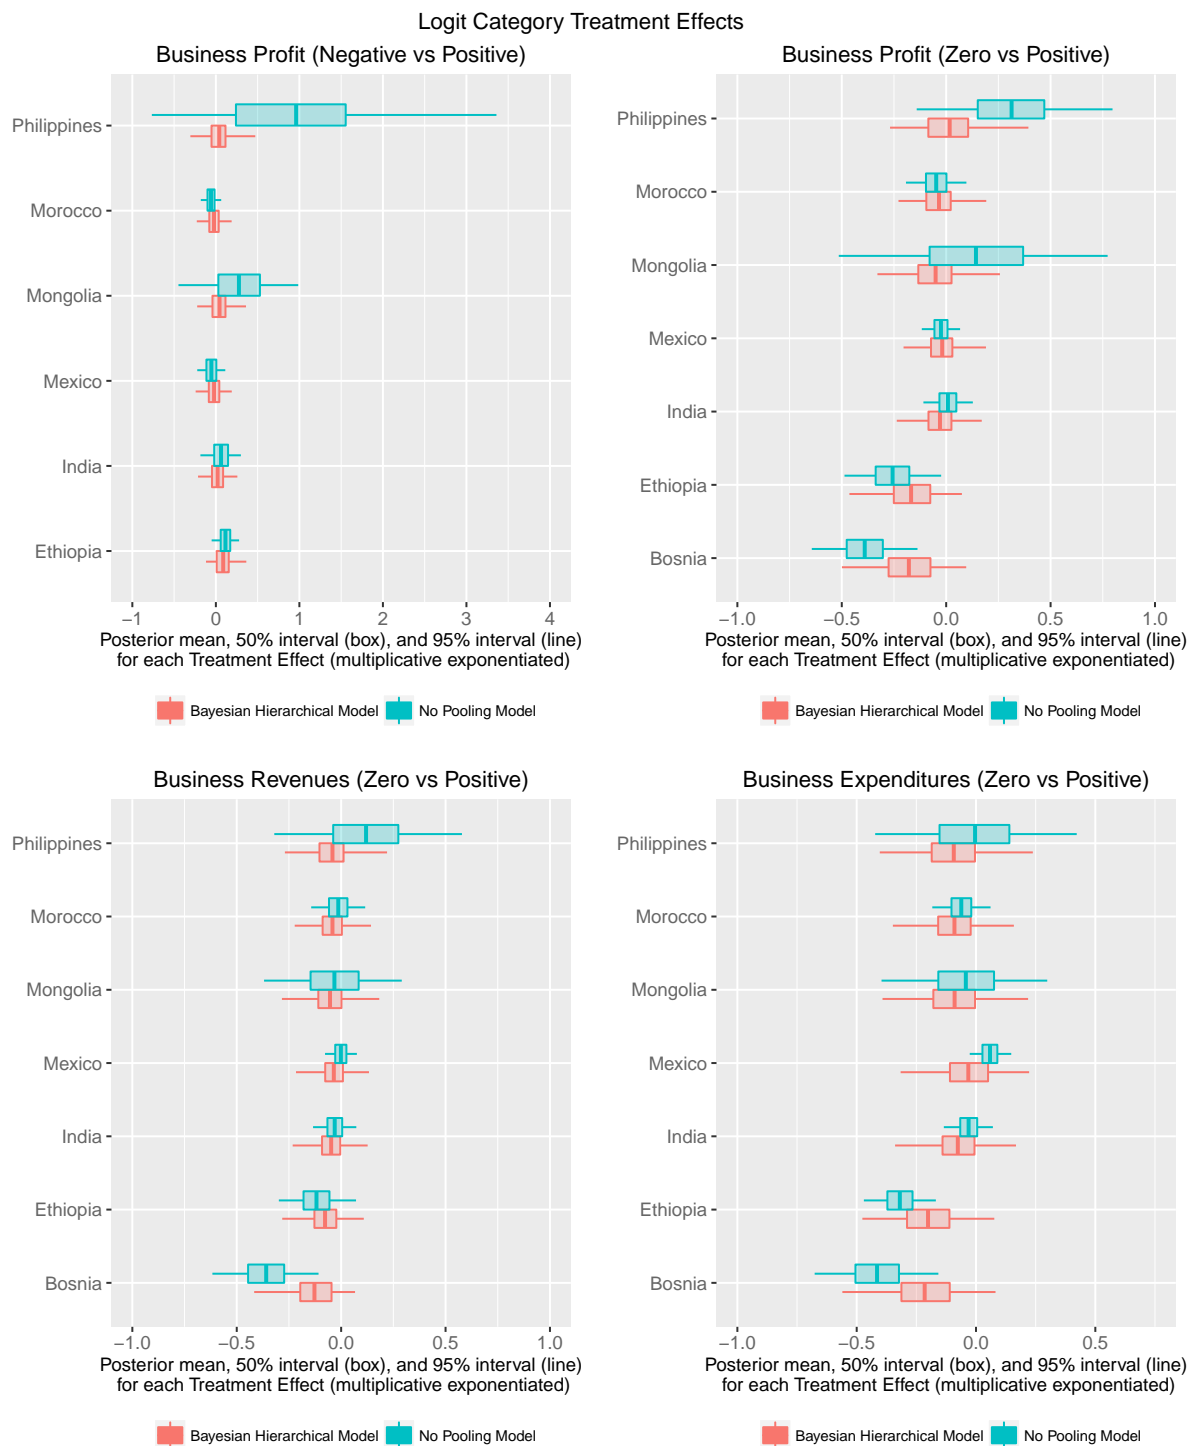 Logit Category Treatment Effects
Business Profit (Negative vs Positive)
Philippines
Morocco
Mongolia
Mexico
India
Ethiopia
−1 0 1 2 3 4
Posterior mean, 50% interval (box), and 95% interval (line)
for each Treatment Effect (multiplicative exponentiated)
Bayesian Hierarchical Model No Pooling Model
Business Profit (Zero vs Positive)
Philippines
Morocco
Mongolia
Mexico
India
Ethiopia
Bosnia
−1.0 −0.5 0.0 0.5 1.0
Posterior mean, 50% interval (box), and 95% interval (line)
for each Treatment Effect (multiplicative exponentiated)
Bayesian Hierarchical Model No Pooling Model
Business Revenues (Zero vs Positive)
Philippines
Morocco
Mongolia
Mexico
India
Ethiopia
Bosnia
−1.0 −0.5 0.0 0.5 1.0
Posterior mean, 50% interval (box), and 95% interval (line)
for each Treatment Effect (multiplicative exponentiated)
Bayesian Hierarchical Model No Pooling Model
Business Expenditures (Zero vs Positive)
Philippines
Morocco
Mongolia
Mexico
India
Ethiopia
Bosnia
−1.0 −0.5 0.0 0.5
Posterior mean, 50% interval (box), and 95% interval (line)
for each Treatment Effect (multiplicative exponentiated)
Bayesian Hierarchical Model No Pooling Model